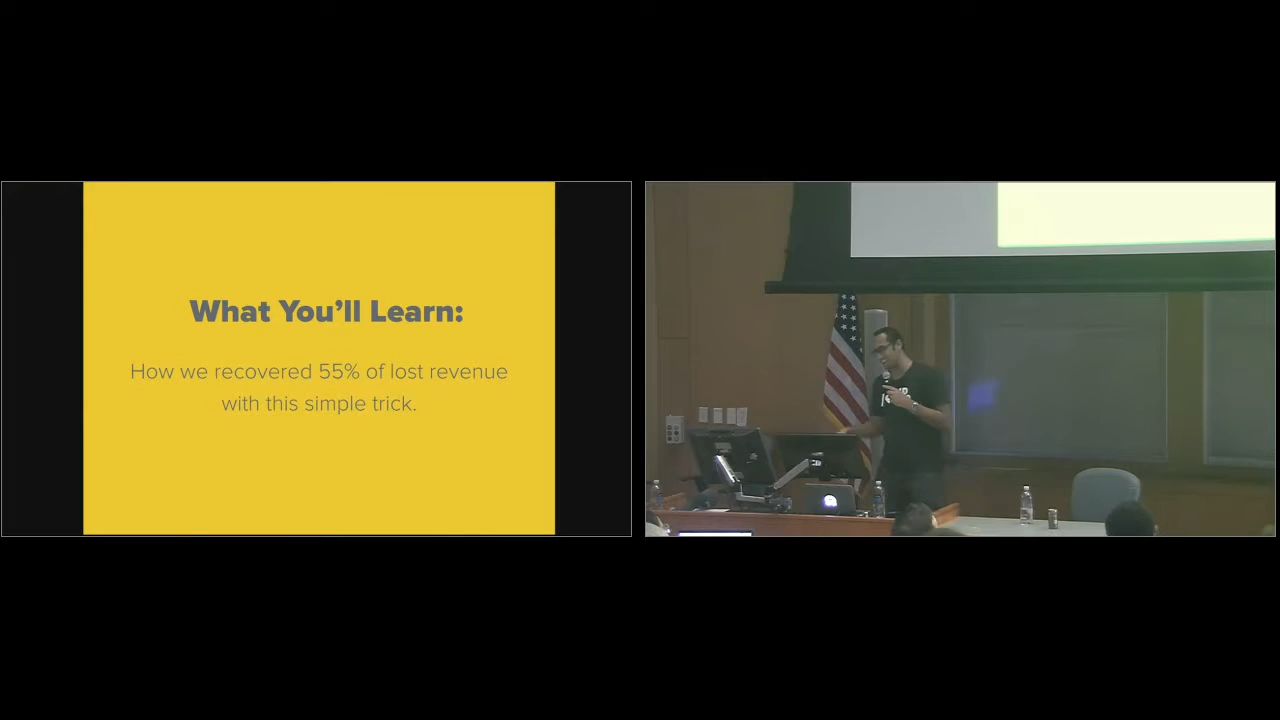 What You’ll Learn:
How we recovered 55% of lost revenue
with this simple trick.